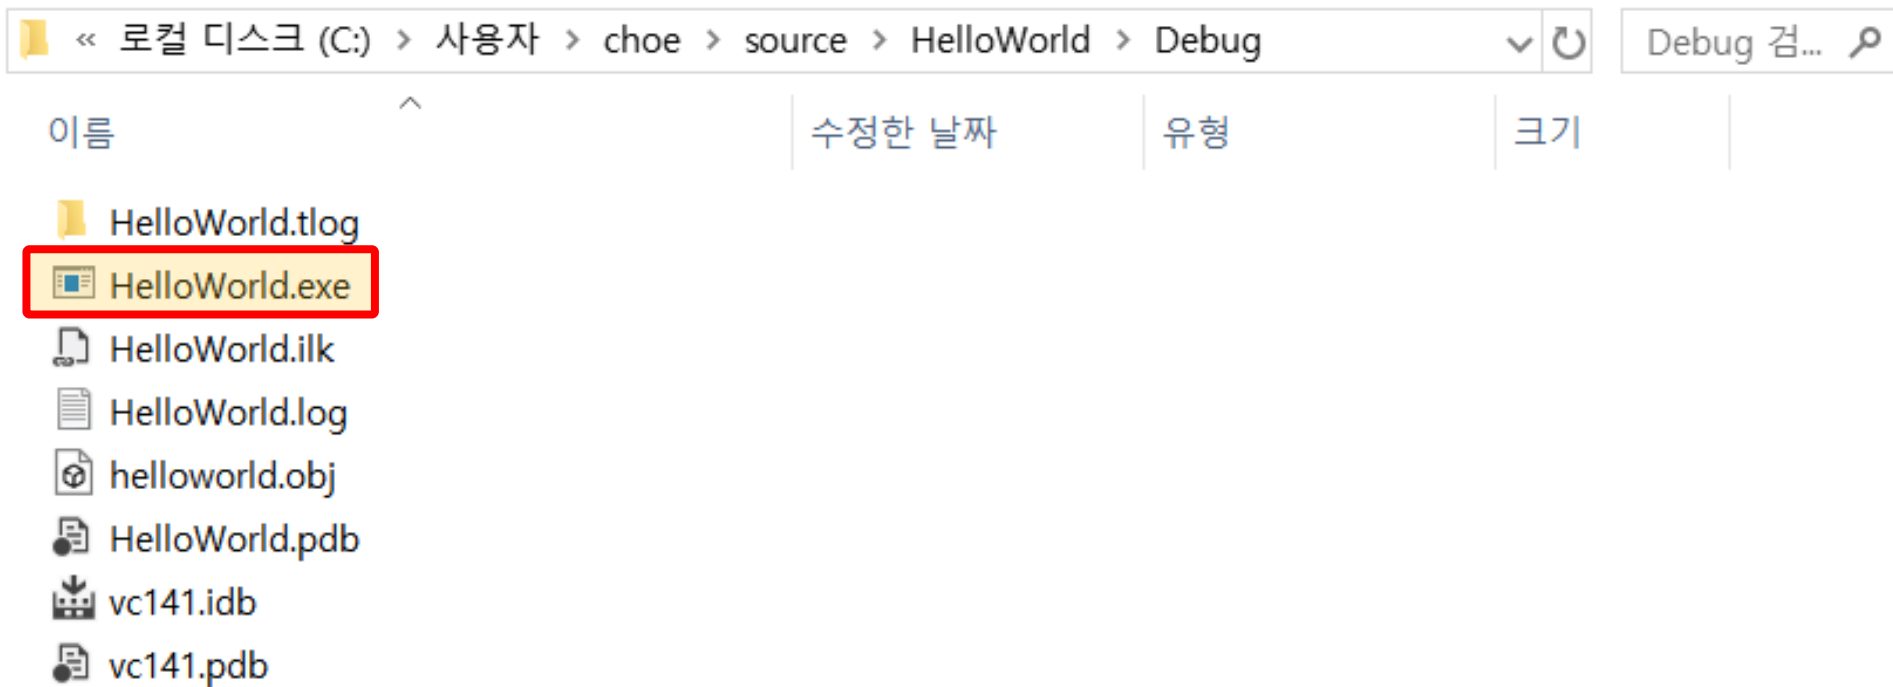 « 로컬 디스크 (C:) > 사용자 > choe > source > HelloWorld > Debug Debug 검...
이름 수정한 날짜 유형 크기
HelloWorld.tlog
HelloWorld.exe
HelloWorld.ilk
HelloWorld.log
helloworld.obj
HelloWorld.pdb
vc141.idb
vc141.pdb